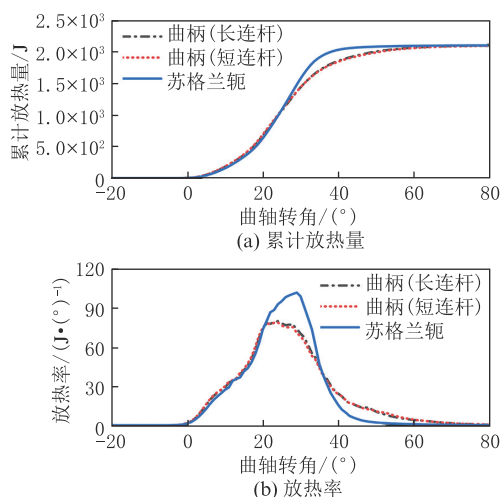 2.5×10³
2.0×10³
1.5×10³
1.0×10³
5.0×10²
0
累计放热量/J
曲柄(长连杆)
曲柄(短连杆)
苏格兰轭
-20 0 20 40 60 80
曲轴转角/(°)
(a) 累计放热量
120
90
60
30
0
放热率/(J•(°)⁻¹)
曲柄(长连杆)
曲柄(短连杆)
苏格兰轭
-20 0 20 40 60 80
曲轴转角/(°)
(b) 放热率